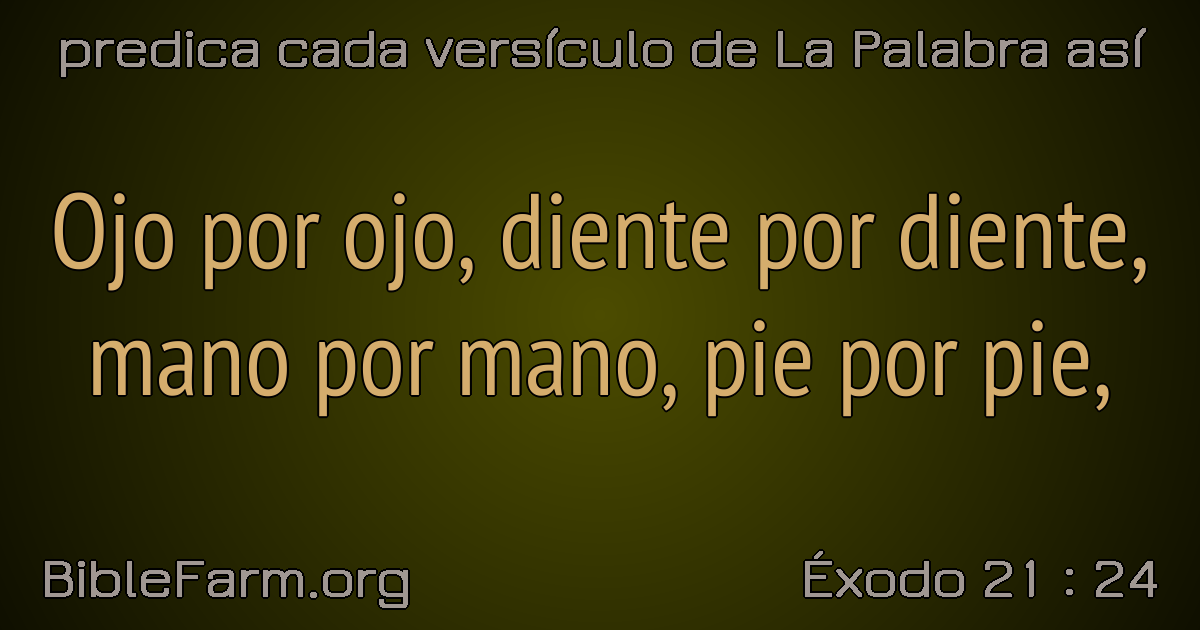 predica cada versículo de La Palabra así
Ojo por ojo, diente por diente,
mano por mano, pie por pie,
BibleFarm.org
Éxodo 21 : 24